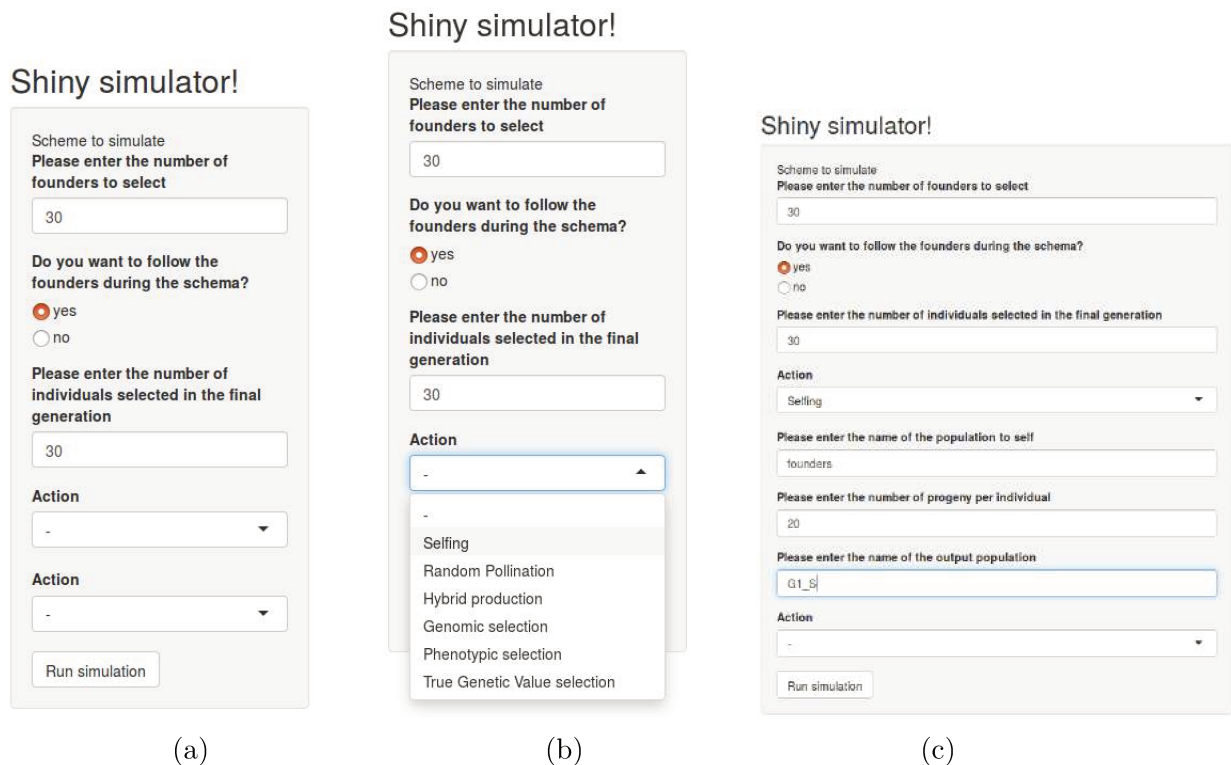 Shiny simulator!
Scheme to simulate
Please enter the number of
founders to select
30
Do you want to follow the
founders during the schema?
yes
no
Please enter the number of
individuals selected in the final
generation
30
Action
-
Action
-
Run simulation
(a)
Shiny simulator!
Scheme to simulate
Please enter the number of
founders to select
30
Do you want to follow the
founders during the schema?
yes
no
Please enter the number of
individuals selected in the final
generation
30
Action
-
-
Selfing
Random Pollination
Hybrid production
Genomic selection
Phenotypic selection
True Genetic Value selection
(b)
Shiny simulator!
Scheme to simulate
Please enter the number of founders to select
30
Do you want to follow the founders during the schema?
yes
no
Please enter the number of individuals selected in the final generation
30
Action
Selfing
Please enter the name of the population to self
founders
Please enter the number of progeny per individual
20
Please enter the name of the output population
G1_S
Action
-
Run simulation
(c)